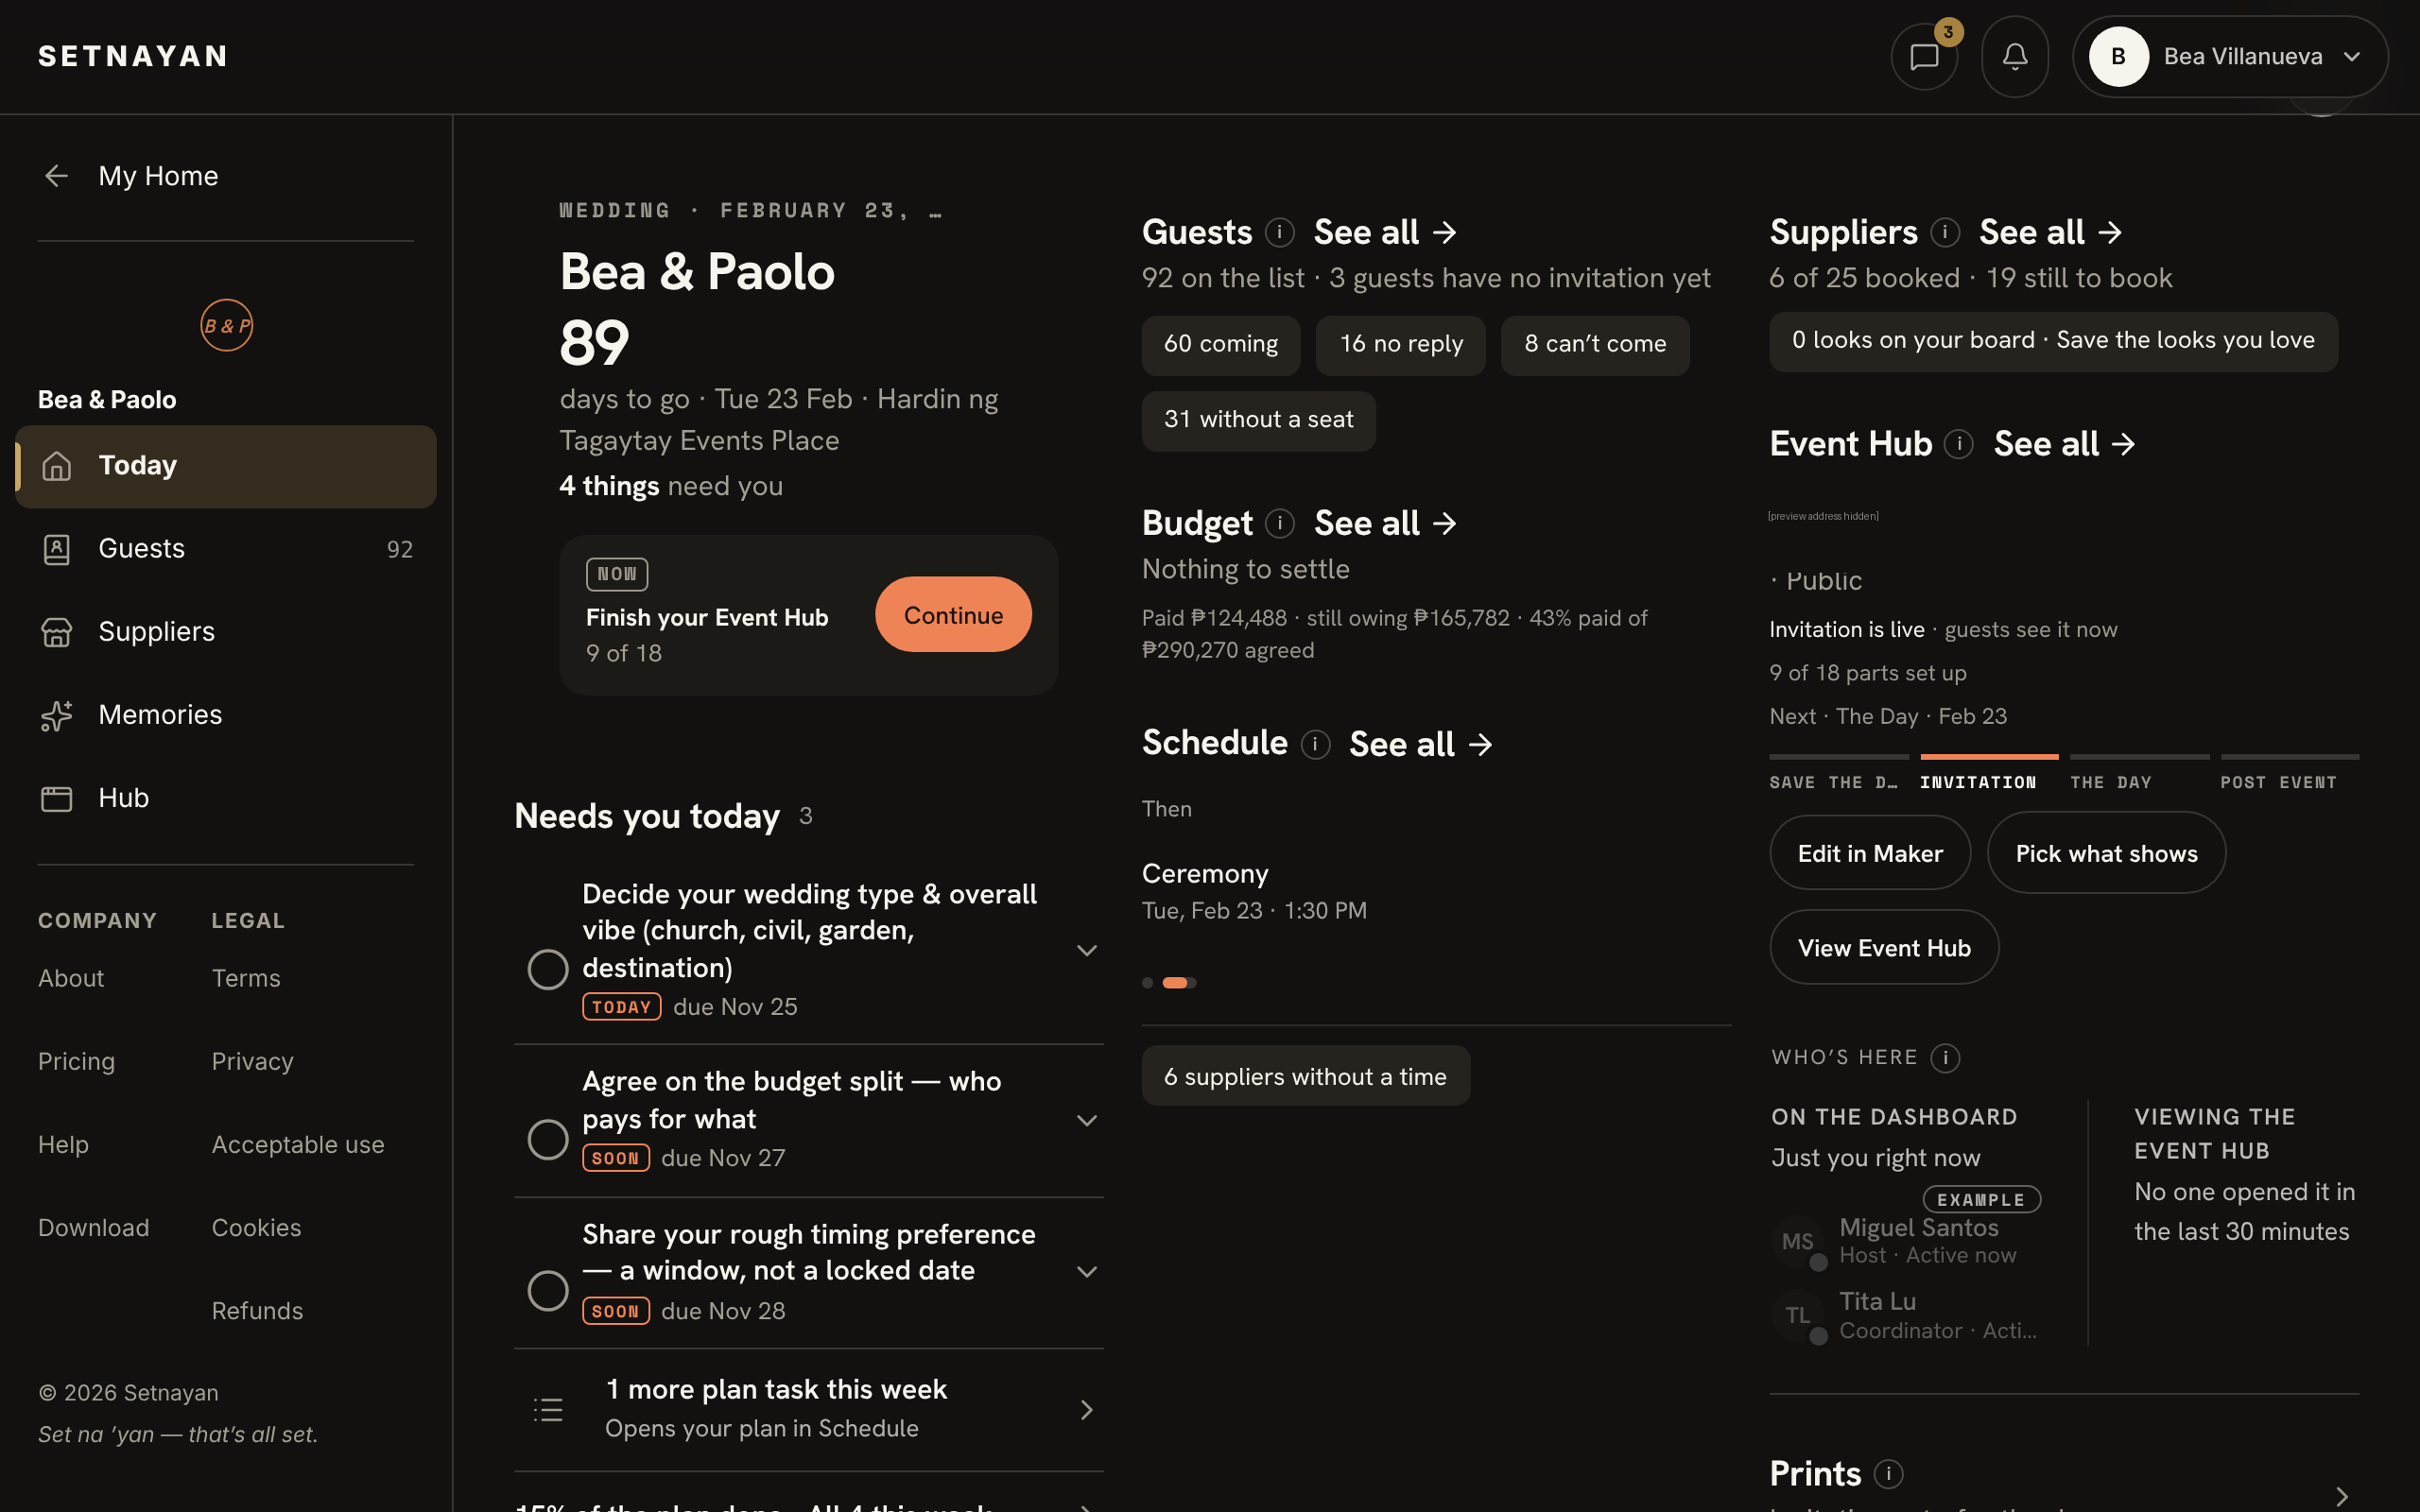 SETNAYAN
3
B
Bea Villanueva
My Home
B & P
Bea & Paolo
Today
Guests
92
Suppliers
Memories
Hub
COMPANY
LEGAL
About
Terms
Pricing
Privacy
Help
Acceptable use
Download
Cookies
Refunds
© 2026 Setnayan
Set na 'yan — that's all set.
WEDDING · FEBRUARY 23, …
Bea & Paolo
89
days to go · Tue 23 Feb · Hardin ng
Tagaytay Events Place
4 things need you
NOW
Finish your Event Hub
9 of 18
Continue
Needs you today 3
Decide your wedding type & overall
vibe (church, civil, garden,
destination)
TODAY due Nov 25
Agree on the budget split — who
pays for what
SOON due Nov 27
Share your rough timing preference
— a window, not a locked date
SOON due Nov 28
1 more plan task this week
Opens your plan in Schedule
15% of the plan done · All 4 this week
Guests i See all →
92 on the list · 3 guests have no invitation yet
60 coming
16 no reply
8 can't come
31 without a seat
Budget i See all →
Nothing to settle
Paid ₱124,488 · still owing ₱165,782 · 43% paid of
₱290,270 agreed
Schedule i See all →
Then
Ceremony
Tue, Feb 23 · 1:30 PM
6 suppliers without a time
Suppliers i See all →
6 of 25 booked · 19 still to book
0 looks on your board · Save the looks you love
Event Hub i See all →
[preview address hidden]
· Public
Invitation is live · guests see it now
9 of 18 parts set up
Next · The Day · Feb 23
SAVE THE D…
INVITATION
THE DAY
POST EVENT
Edit in Maker
Pick what shows
View Event Hub
WHO'S HERE i
ON THE DASHBOARD
Just you right now
EXAMPLE
MS
Miguel Santos
Host · Active now
TL
Tita Lu
Coordinator · Acti…
VIEWING THE
EVENT HUB
No one opened it in
the last 30 minutes
Prints i